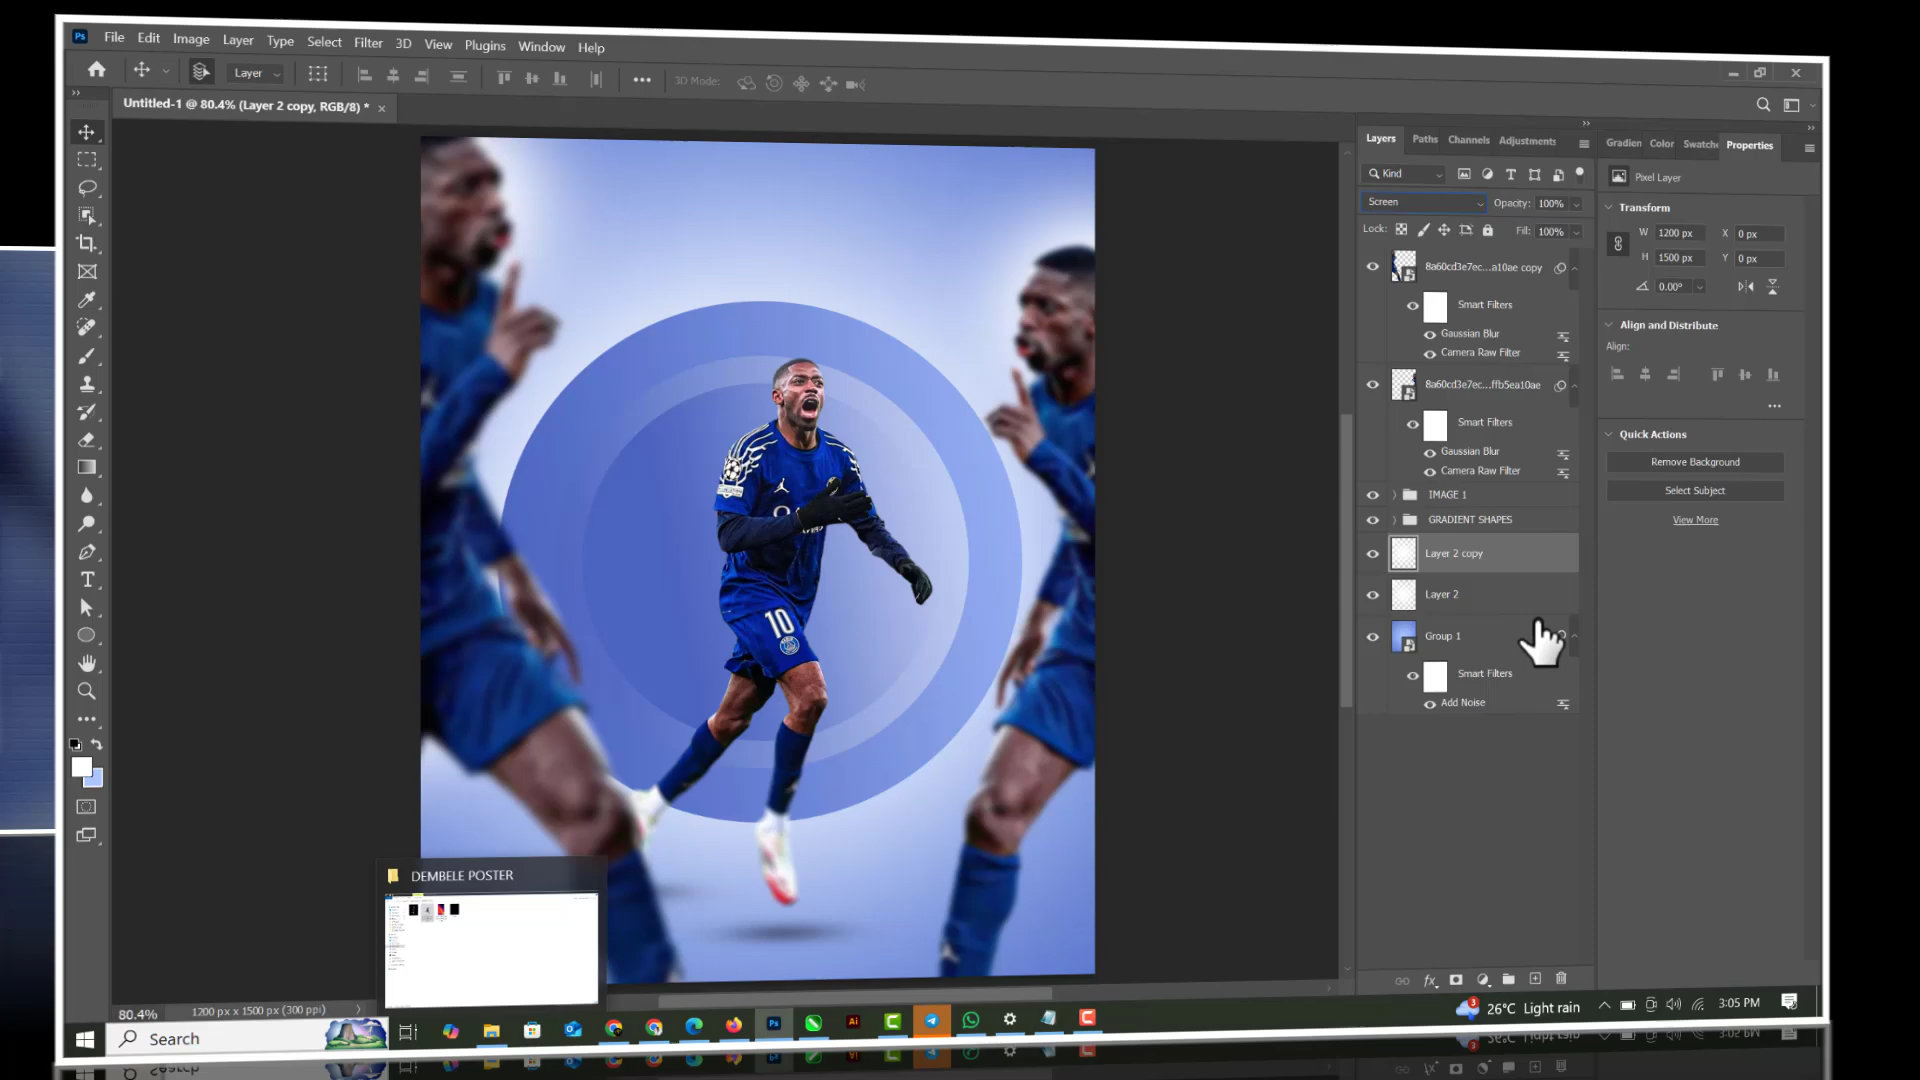 File Edit Image Layer Type Select Filter 3D View Plugins Window Help
Layer
3D Mode:
Untitled-1 @ 80.4% (Layer 2 copy, RGB/8) *
Layers Paths Channels Adjustments
Gradien Color Swatche Properties
Kind
Pixel Layer
Screen
Opacity: 100%
Transform
Lock:
Fill: 100%
W 1200 px X 0 px
H 1500 px Y 0 px
0.00°
8a60cd3e7ec...a10ae copy
Smart Filters
Gaussian Blur
Camera Raw Filter
Align and Distribute
Align:
8a60cd3e7ec...ffb5ea10ae
Smart Filters
Gaussian Blur
Camera Raw Filter
Quick Actions
Remove Background
Select Subject
View More
IMAGE 1
GRADIENT SHAPES
Layer 2 copy
Layer 2
Group 1
Smart Filters
Add Noise
10
DEMBELE POSTER
80.4%
1200 px x 1500 px (300 ppi)
Search
3
26°C Light rain
3:05 PM